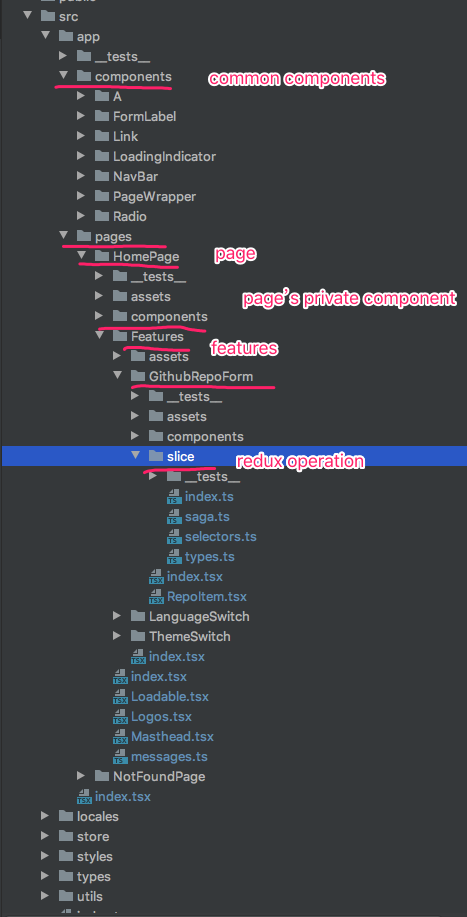 public
src
app
__tests__
components common components
A
FormLabel
Link
LoadingIndicator
NavBar
PageWrapper
Radio
pages
HomePage page
__tests__
assets page's private component
components
Features features
assets
GithubRepoForm
__tests__
assets
components
slice redux operation
__tests__
index.ts
saga.ts
selectors.ts
types.ts
index.tsx
RepoItem.tsx
LanguageSwitch
ThemeSwitch
index.tsx
index.tsx
Loadable.tsx
Logos.tsx
Masthead.tsx
messages.ts
NotFoundPage
index.tsx
locales
store
styles
types
utils